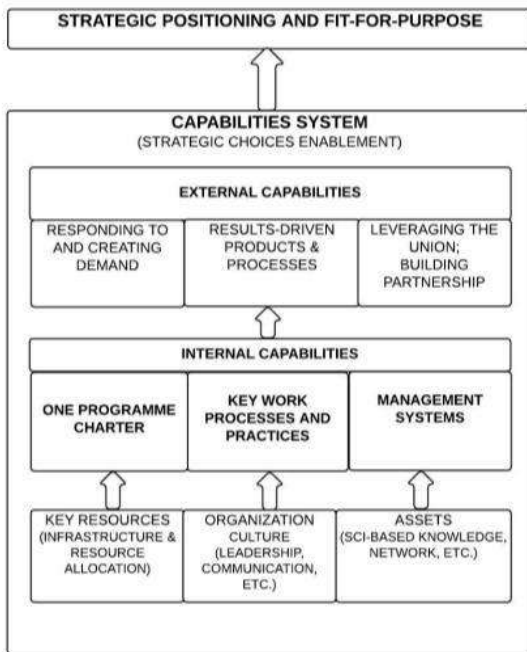 STRATEGIC POSITIONING AND FIT-FOR-PURPOSE
CAPABILITIES SYSTEM
(STRATEGIC CHOICES ENABLEMENT)
EXTERNAL CAPABILITIES
RESPONDING TO
AND CREATING
DEMAND
RESULTS-DRIVEN
PRODUCTS &
PROCESSES
LEVERAGING THE
UNION;
BUILDING
PARTNERSHIP
INTERNAL CAPABILITIES
ONE PROGRAMME
CHARTER
KEY WORK
PROCESSES AND
PRACTICES
MANAGEMENT
SYSTEMS
KEY RESOURCES
(INFRASTRUCTURE &
RESOURCE
ALLOCATION)
ORGANIZATION
CULTURE
(LEADERSHIP,
COMMUNICATION,
ETC.)
ASSETS
(SCI-BASED KNOWLEDGE,
NETWORK, ETC.)